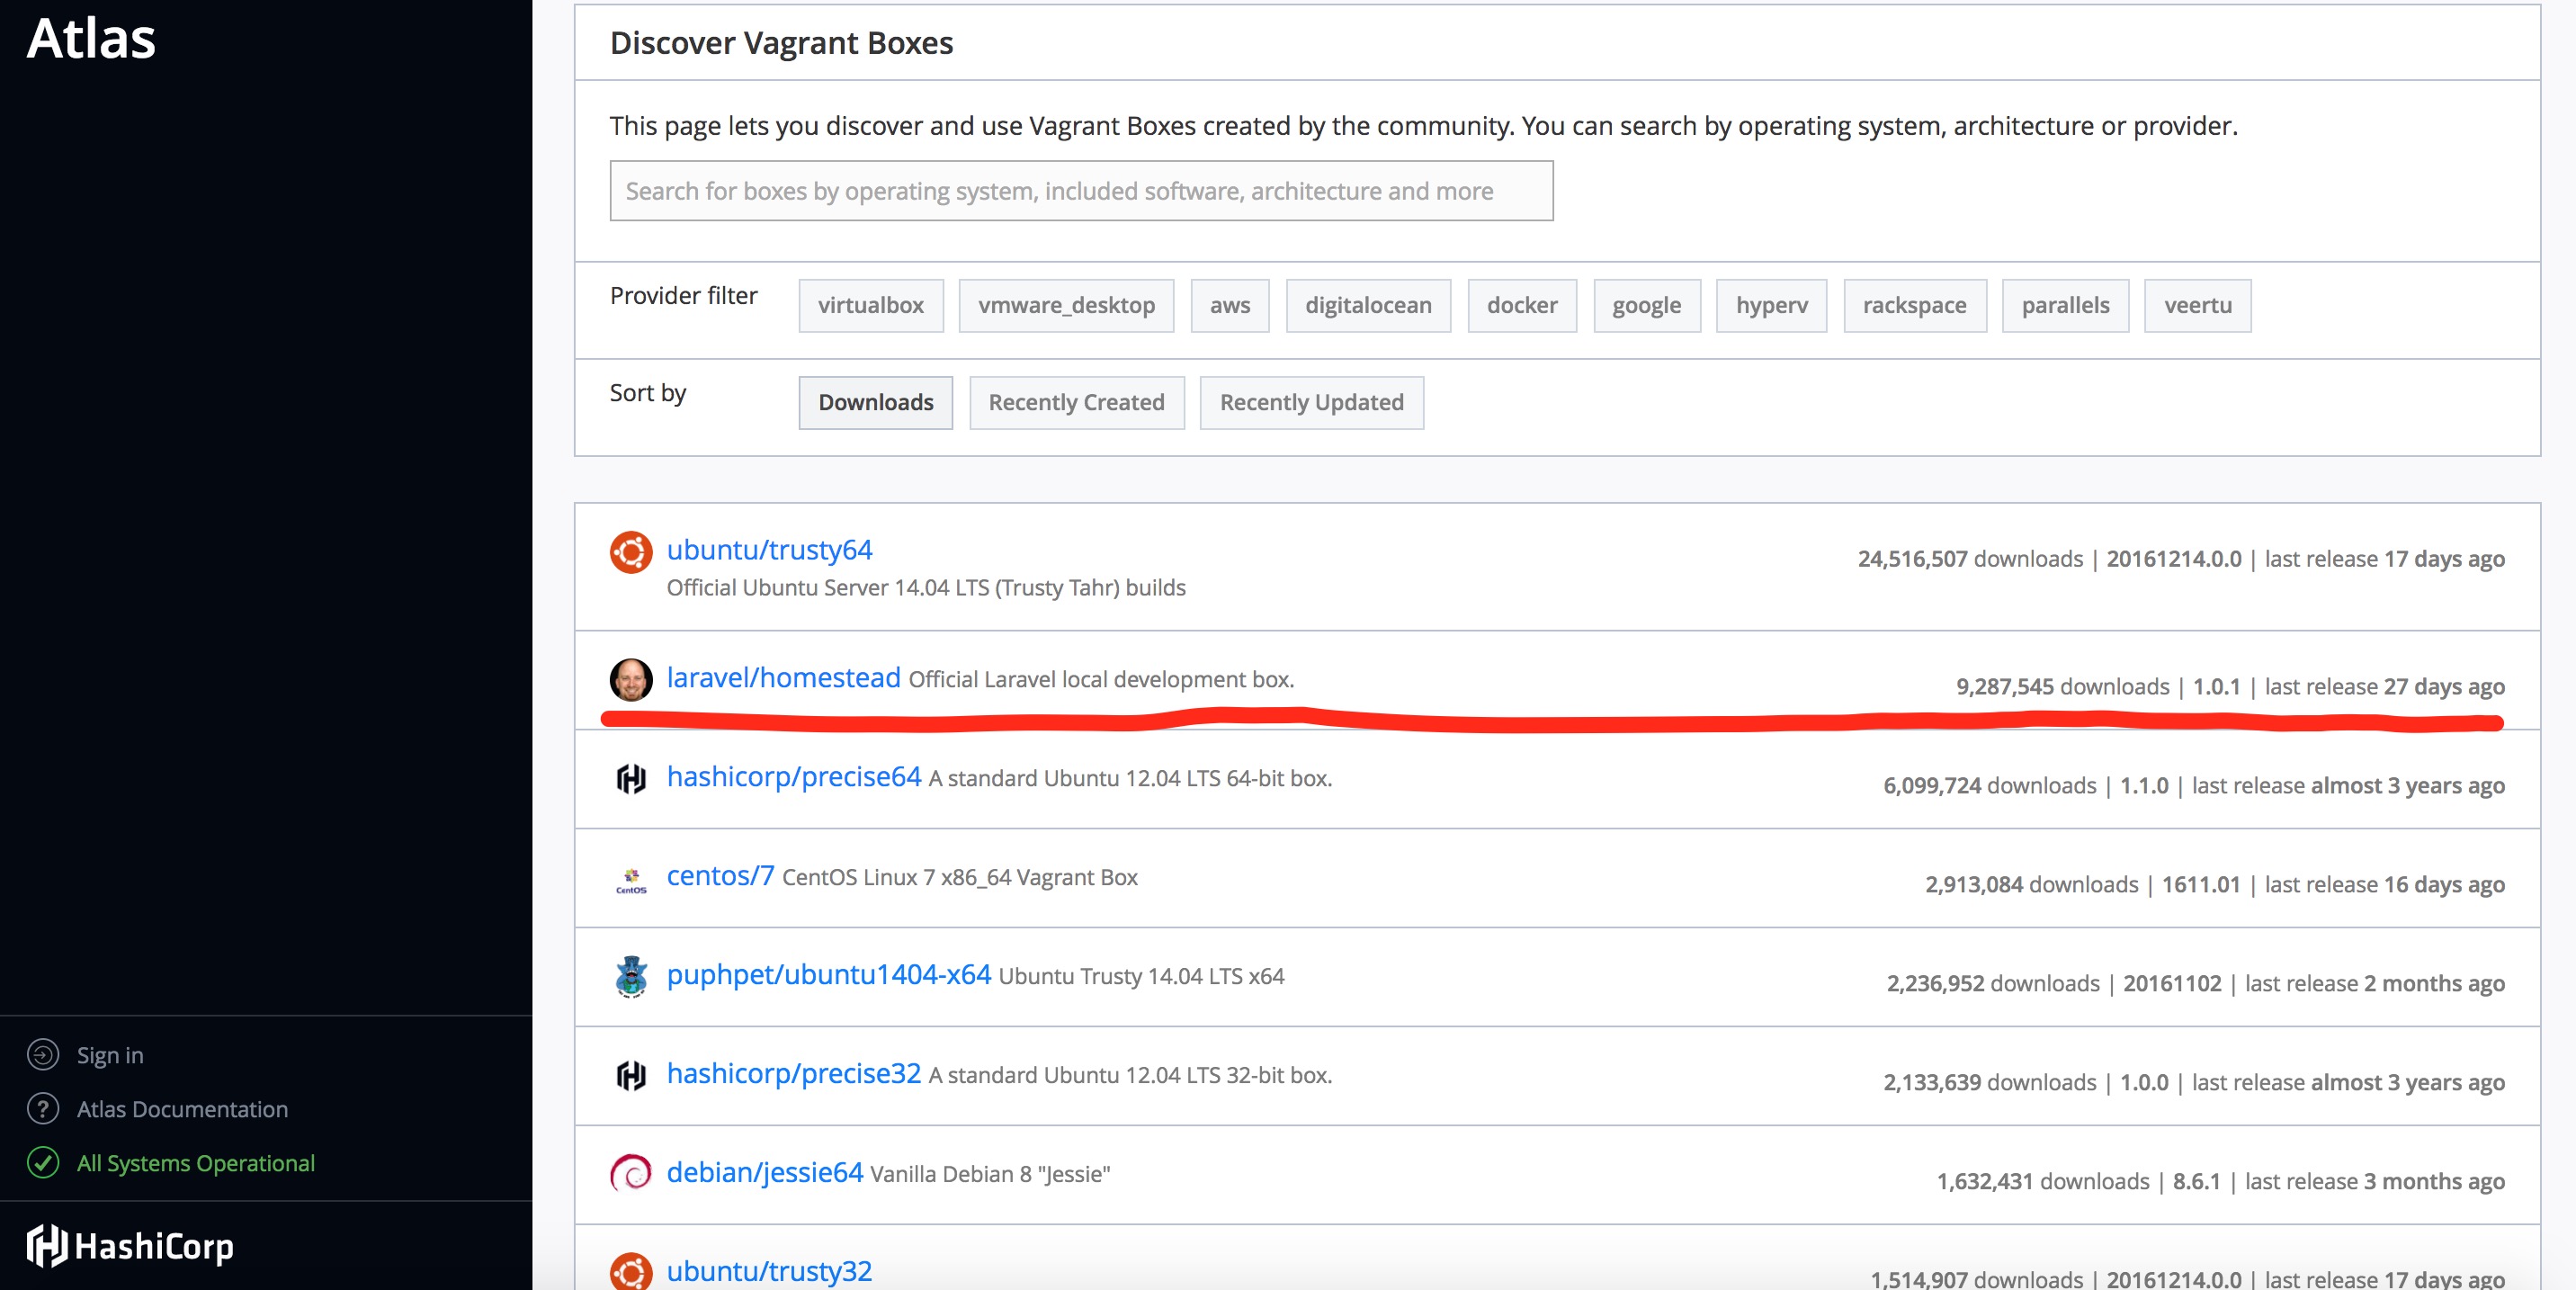 Atlas
Discover Vagrant Boxes
This page lets you discover and use Vagrant Boxes created by the community. You can search by operating system, architecture or provider.
Search for boxes by operating system, included software, architecture and more
Provider filter virtualbox vmware_desktop aws digitalocean docker google hyperv rackspace parallels veertu
Sort by Downloads Recently Created Recently Updated
ubuntu/trusty64 24,516,507 downloads | 20161214.0.0 | last release 17 days ago
Official Ubuntu Server 14.04 LTS (Trusty Tahr) builds
laravel/homestead Official Laravel local development box. 9,287,545 downloads | 1.0.1 | last release 27 days ago
hashicorp/precise64 A standard Ubuntu 12.04 LTS 64-bit box. 6,099,724 downloads | 1.1.0 | last release almost 3 years ago
centos/7 CentOS Linux 7 x86_64 Vagrant Box 2,913,084 downloads | 1611.01 | last release 16 days ago
CentOS
puphpet/ubuntu1404-x64 Ubuntu Trusty 14.04 LTS x64 2,236,952 downloads | 20161102 | last release 2 months ago
hashicorp/precise32 A standard Ubuntu 12.04 LTS 32-bit box. 2,133,639 downloads | 1.0.0 | last release almost 3 years ago
debian/jessie64 Vanilla Debian 8 "Jessie" 1,632,431 downloads | 8.6.1 | last release 3 months ago
ubuntu/trusty32 1,514,907 downloads | 20161214.0.0 | last release 17 days ago
Sign in
Atlas Documentation
All Systems Operational
HashiCorp